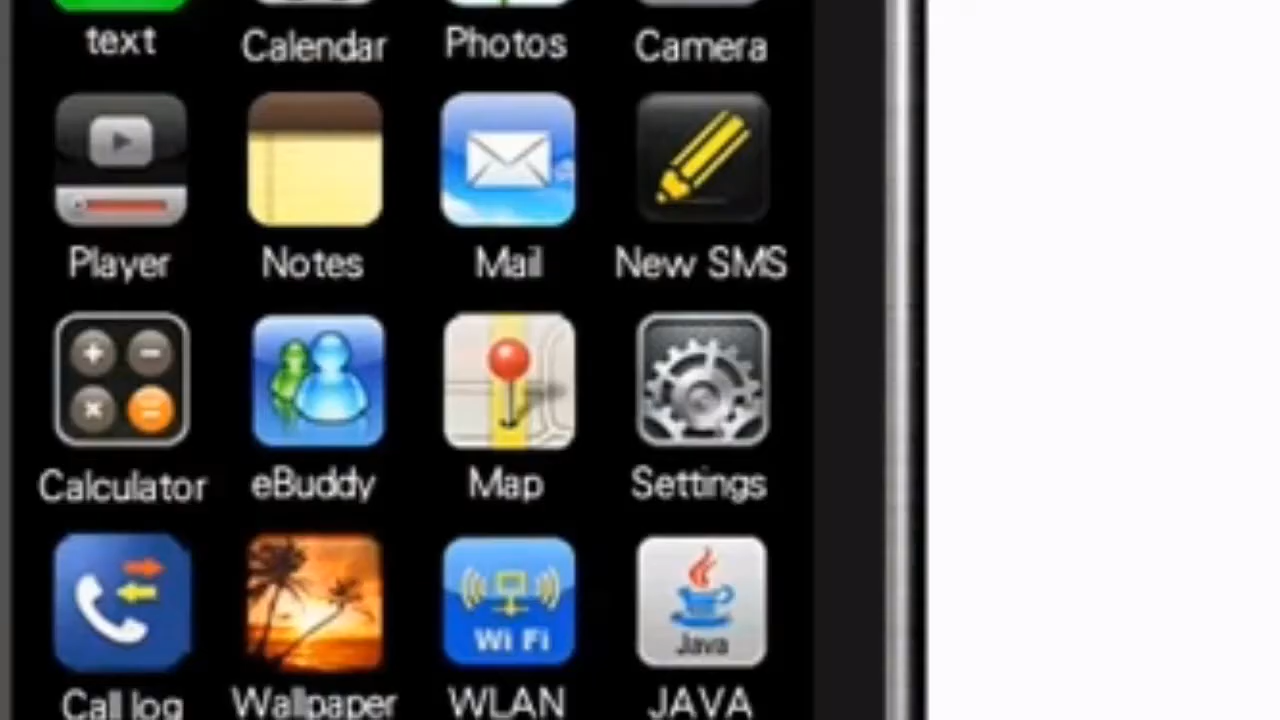 text Calendar Photos Camera
Player Notes Mail New SMS
Calculator eBuddy Map Settings
Wi Fi Java
Call log Wallpaper WLAN JAVA